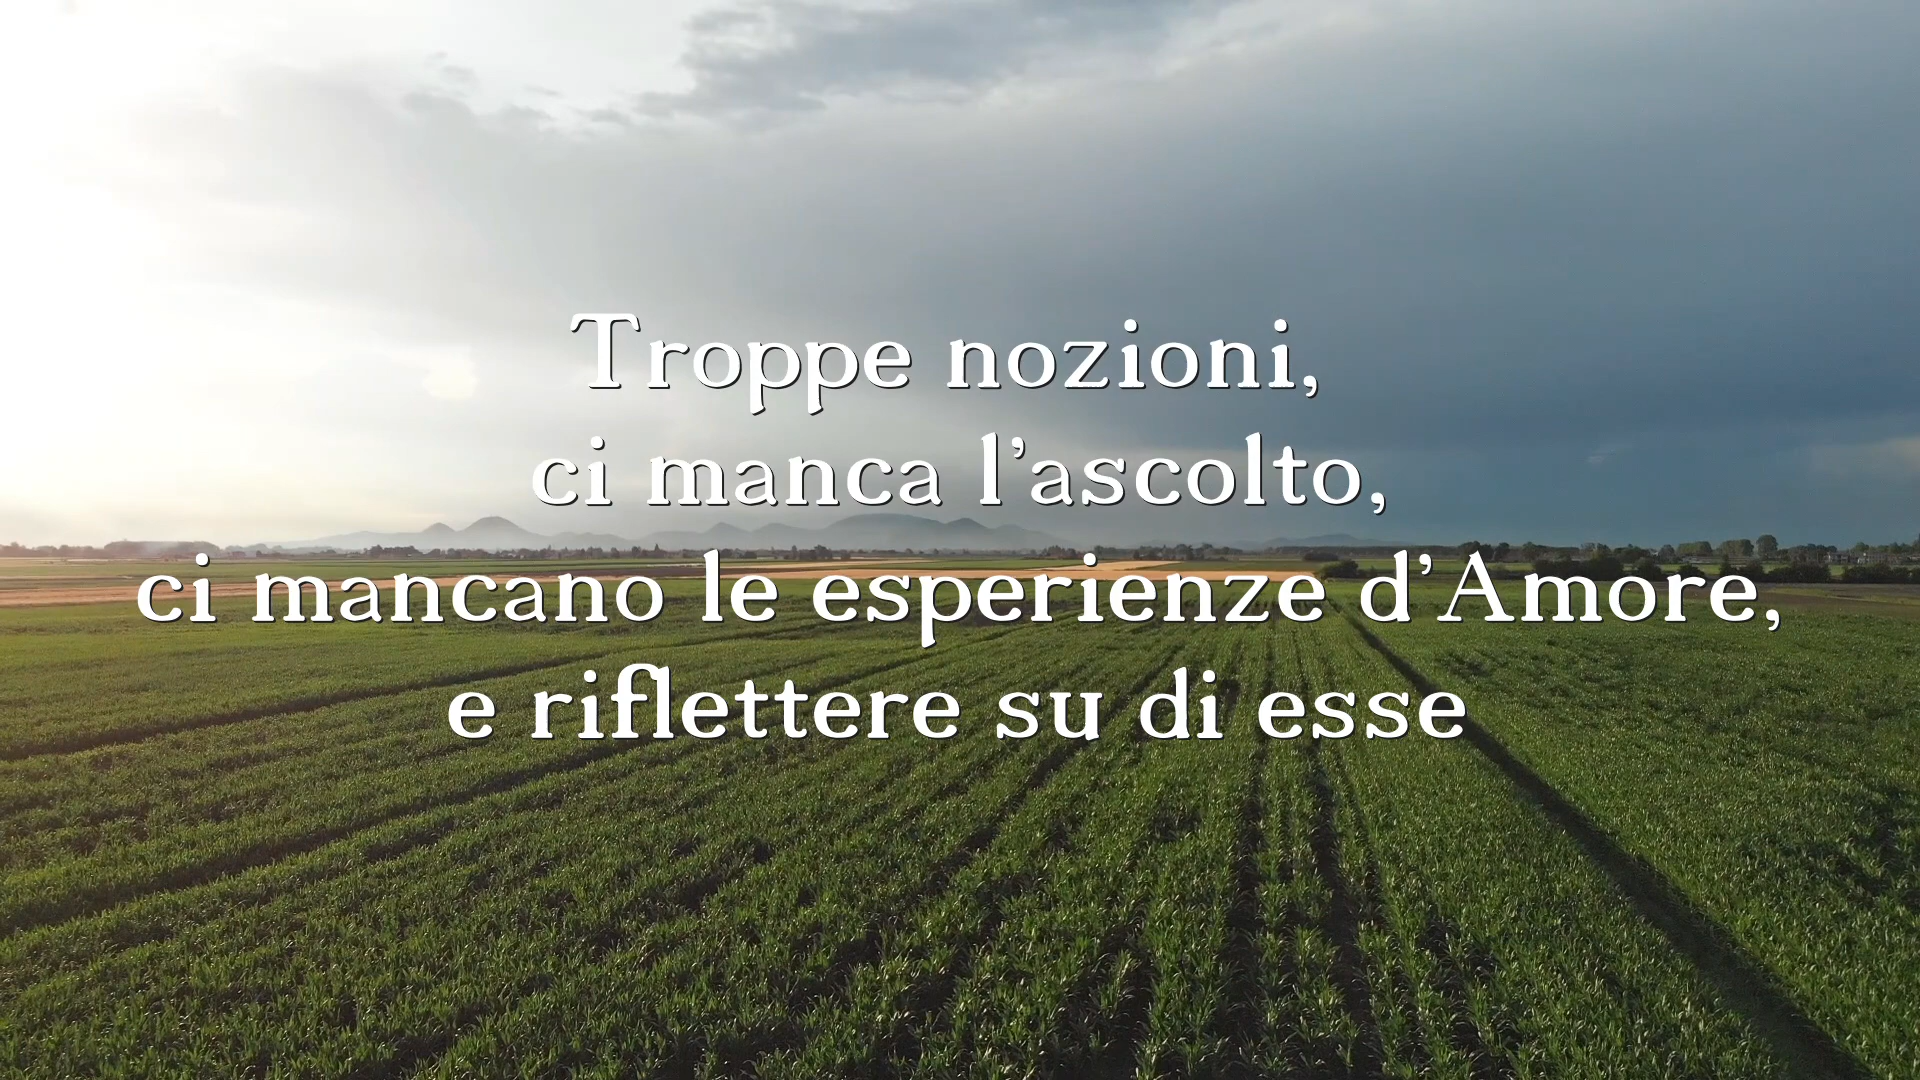 Troppe nozioni,
ci manca l’ascolto,
ci mancano le esperienze d’Amore,
e riflettere su di esse